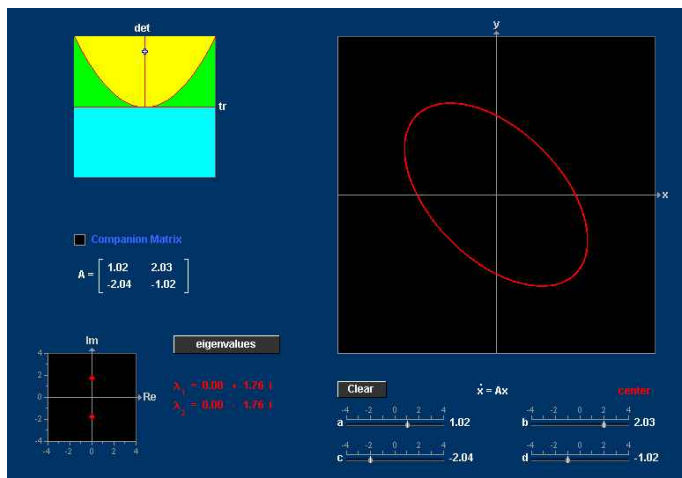 det
tr
Companion Matrix
A = 1.02 2.03
-2.04 -1.02
Im
4
2
0
-2
-4
Re
-4 -2 0 2 4
eigenvalues
λ1 = 0.00 + 1.76 i
λ2 = 0.00 - 1.76 i
y
x
Clear
ẋ = Ax
center
-4 -2 0 2 4
a 1.02
-4 -2 0 2 4
b 2.03
-4 -2 0 2 4
c -2.04
-4 -2 0 2 4
d -1.02